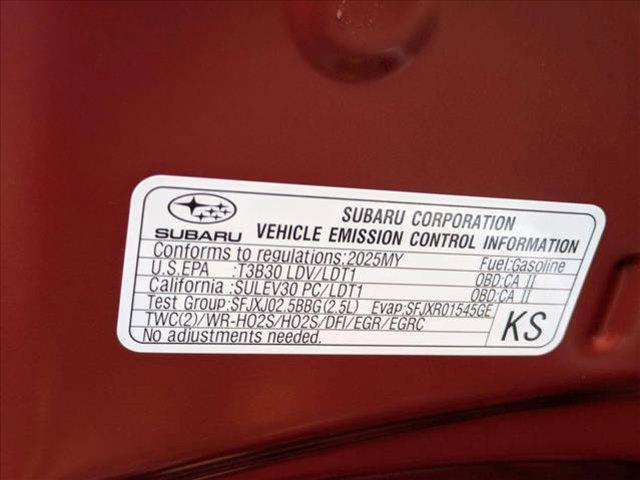 SUBARU
SUBARU CORPORATION
VEHICLE EMISSION CONTROL INFORMATION
Conforms to regulations:2025MY Fuel:Gasoline
U.S.EPA :T3B30 LDV/LDT1 OBD:CA II
California :SULEV30 PC/LDT1 OBD:CA II
Test Group:SFJXJ02.5BBG(2.5L) Evap:SFJXR01545GE
TWC(2)/WR-HO2S/HO2S/DFI/EGR/EGRC
No adjustments needed.
KS